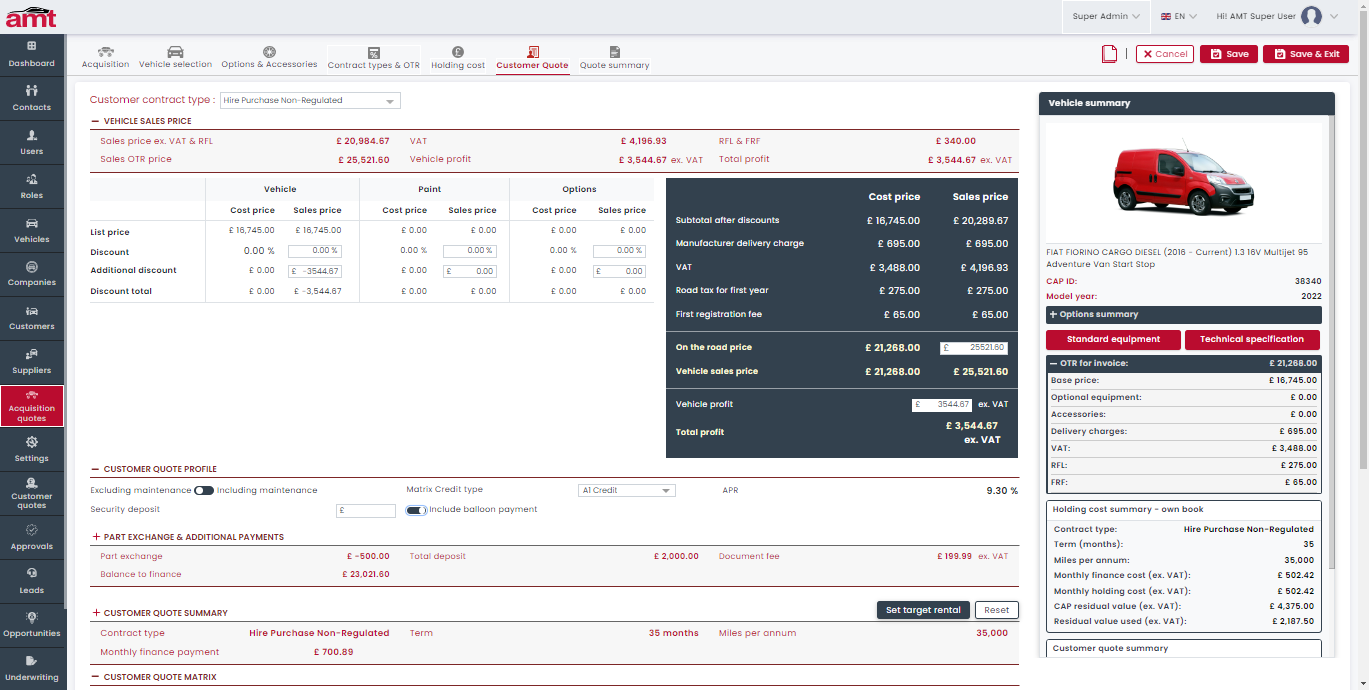 amt
Super Admin
EN
Hi! AMT Super User
Dashboard
Contacts
Users
Roles
Vehicles
Companies
Customers
Suppliers
Acquisition
quotes
Settings
Customer
quotes
Approvals
Leads
Opportunities
Underwriting
Acquisition
Vehicle selection
Options & Accessories
Contract types & OTR
Holding cost
Customer Quote
Quote summary
Cancel
Save
Save & Exit
Customer contract type : Hire Purchase Non-Regulated
VEHICLE SALES PRICE
Sales price ex. VAT & RFL £ 20,984.67 VAT £ 4,196.93 RFL & FRF £ 340.00
Sales OTR price £ 25,521.60 Vehicle profit £ 3,544.67 ex. VAT Total profit £ 3,544.67 ex. VAT
Vehicle Paint Options
Cost price Sales price Cost price Sales price Cost price Sales price
List price £ 16,745.00 £ 16,745.00 £ 0.00 £ 0.00 £ 0.00 £ 0.00
Discount 0.00 % 0.00 % 0.00 % 0.00 % 0.00 % 0.00 %
Additional discount £ 0.00 £ -3544.67 £ 0.00 £ 0.00 £ 0.00 £ 0.00
Discount total £ 0.00 £ -3,544.67 £ 0.00 £ 0.00 £ 0.00 £ 0.00
Cost price Sales price
Subtotal after discounts £ 16,745.00 £ 20,289.67
Manufacturer delivery charge £ 695.00 £ 695.00
VAT £ 3,488.00 £ 4,196.93
Road tax for first year £ 275.00 £ 275.00
First registration fee £ 65.00 £ 65.00
On the road price £ 21,268.00 £ 25521.60
Vehicle sales price £ 21,268.00 £ 25,521.60
Vehicle profit £ 3544.67 ex. VAT
Total profit £ 3,544.67
ex. VAT
CUSTOMER QUOTE PROFILE
Excluding maintenance Including maintenance Matrix Credit type A1 Credit APR 9.30 %
Security deposit £ Include balloon payment
PART EXCHANGE & ADDITIONAL PAYMENTS
Part exchange £ -500.00 Total deposit £ 2,000.00 Document fee £ 199.99 ex. VAT
Balance to finance £ 23,021.60
CUSTOMER QUOTE SUMMARY Set target rental Reset
Contract type Hire Purchase Non-Regulated Term 35 months Miles per annum 35,000
Monthly finance payment £ 700.89
CUSTOMER QUOTE MATRIX
Vehicle summary
FIAT FIORINO CARGO DIESEL (2016 - Current) 1.3 16V Multijet 95
Adventure Van Start Stop
CAP ID: 38340
Model year: 2022
+ Options summary
Standard equipment Technical specification
OTR for invoice: £ 21,268.00
Base price: £ 16,745.00
Optional equipment: £ 0.00
Accessories: £ 0.00
Delivery charges: £ 695.00
VAT: £ 3,488.00
RFL: £ 275.00
FRF: £ 65.00
Holding cost summary - own book
Contract type: Hire Purchase Non-Regulated
Term (months): 35
Miles per annum: 35,000
Monthly finance cost (ex. VAT): £ 502.42
Monthly holding cost (ex. VAT): £ 502.42
CAP residual value (ex. VAT): £ 4,375.00
Residual value used (ex. VAT): £ 2,187.50
Customer quote summary